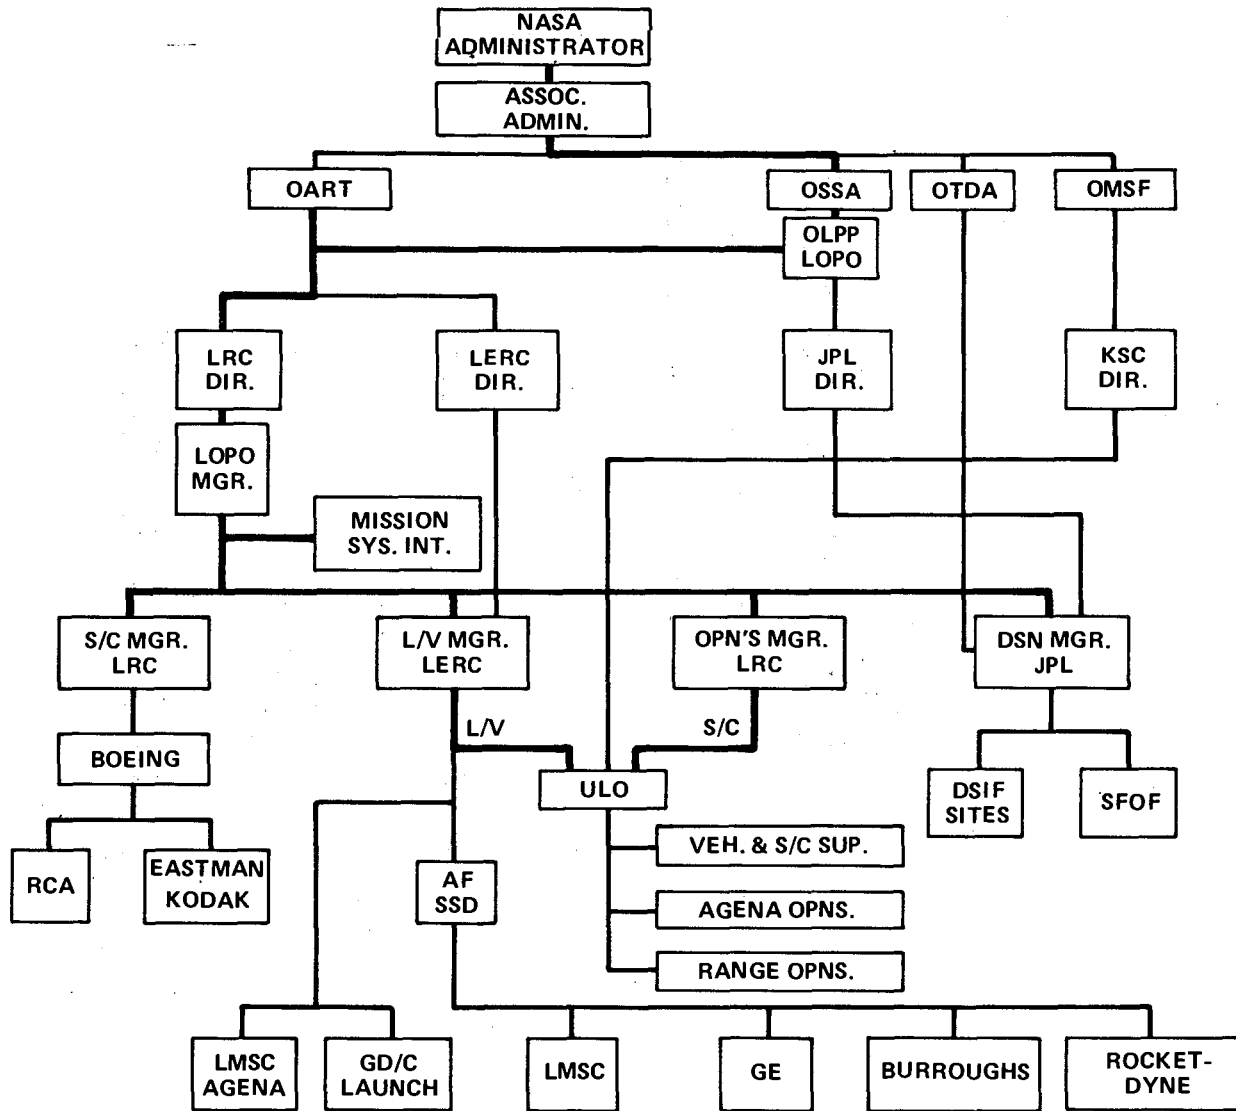 NASA
ADMINISTRATOR
ASSOC.
ADMIN.
OART
OSSA
OTDA
OMSF
OLPP
LOPO
LRC
DIR.
LERC
DIR.
JPL
DIR.
KSC
DIR.
LOPO
MGR.
MISSION
SYS. INT.
S/C MGR.
LRC
L/V MGR.
LERC
OPN'S MGR.
LRC
DSN MGR.
JPL
L/V
S/C
BOEING
ULO
DSIF
SITES
SFOF
RCA
EASTMAN
KODAK
AF
SSD
VEH. & S/C SUP.
AGENA OPNS.
RANGE OPNS.
LMSC
AGENA
GD/C
LAUNCH
LMSC
GE
BURROUGHS
ROCKET-
DYNE